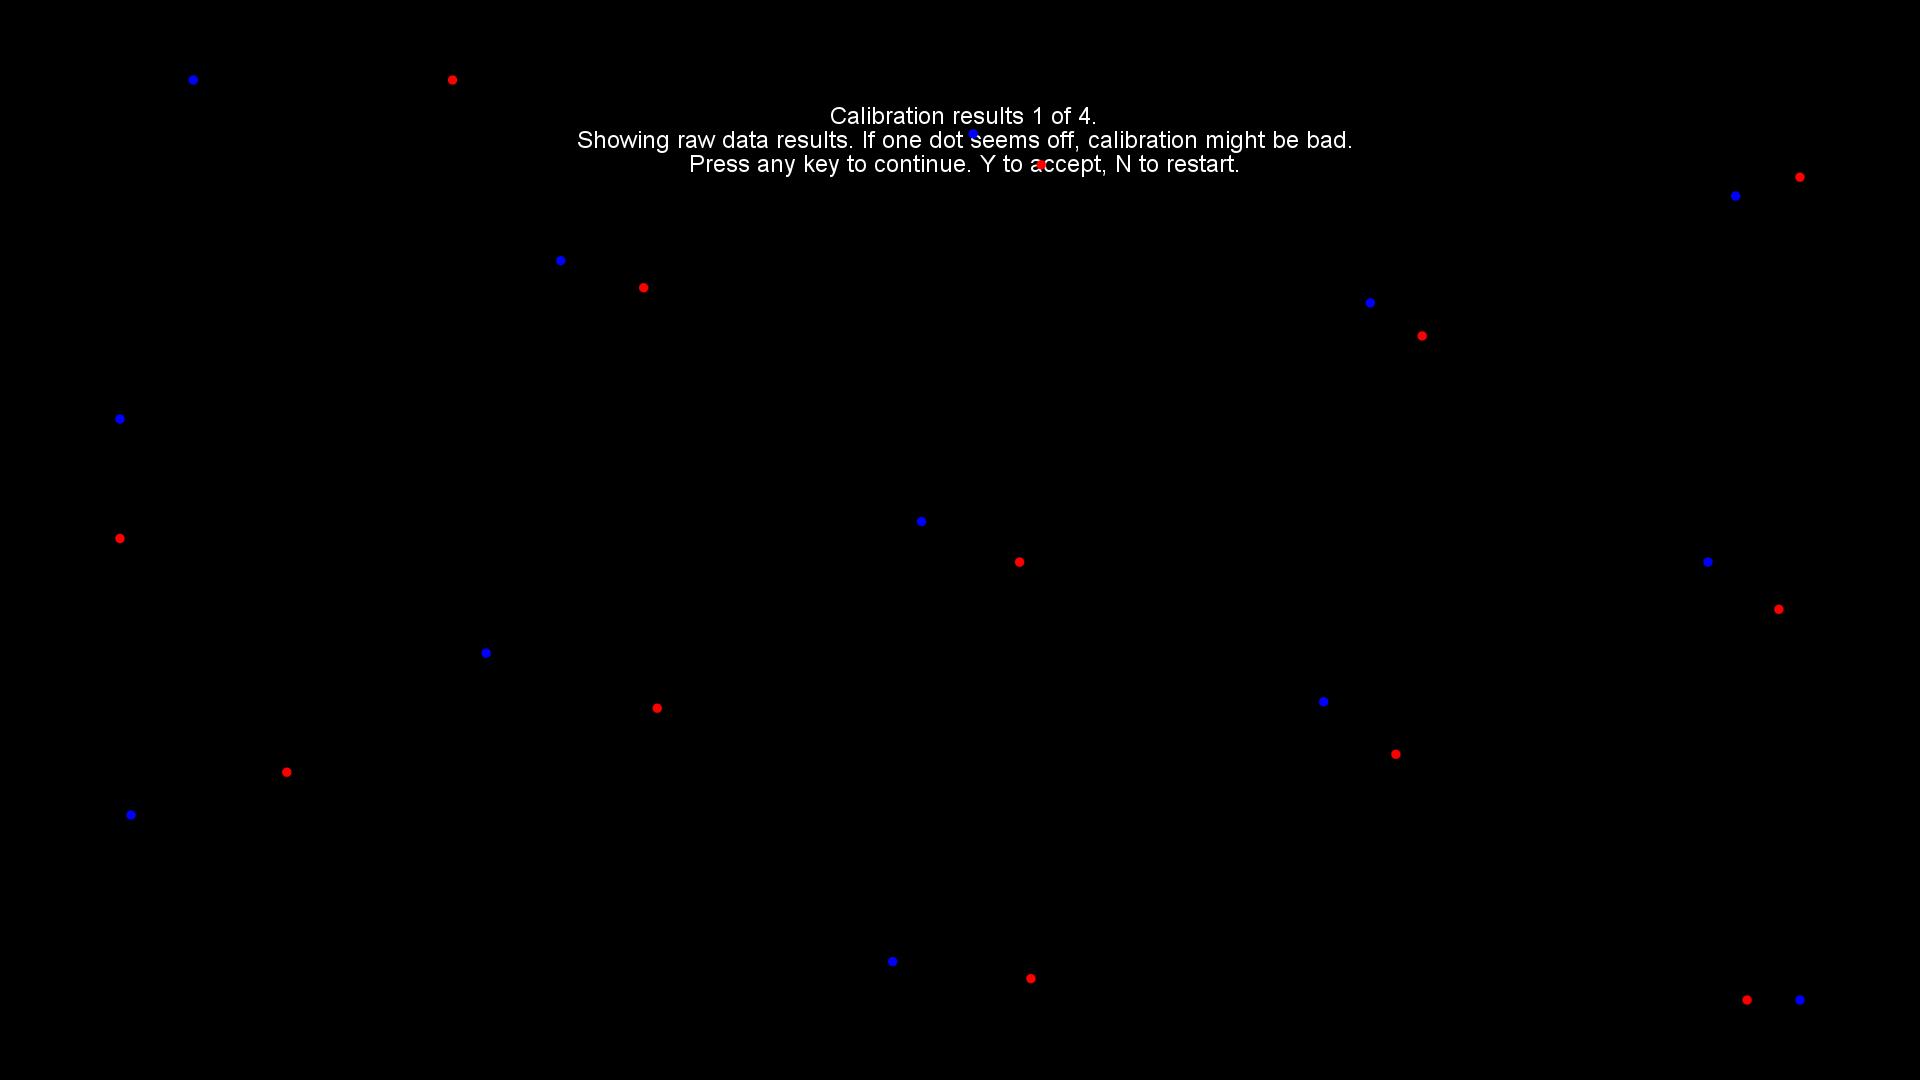 Calibration results 1 of 4.
Showing raw data results. If one dot seems off, calibration might be bad.
Press any key to continue. Y to accept, N to restart.